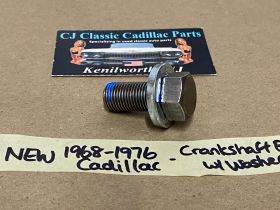 CJ Classic Cadillac Parts
Specializing in used classic auto parts
Kenilworth, NJ
NEW 1968-1976 Crankshaft B
Cadillac - w/ Washer